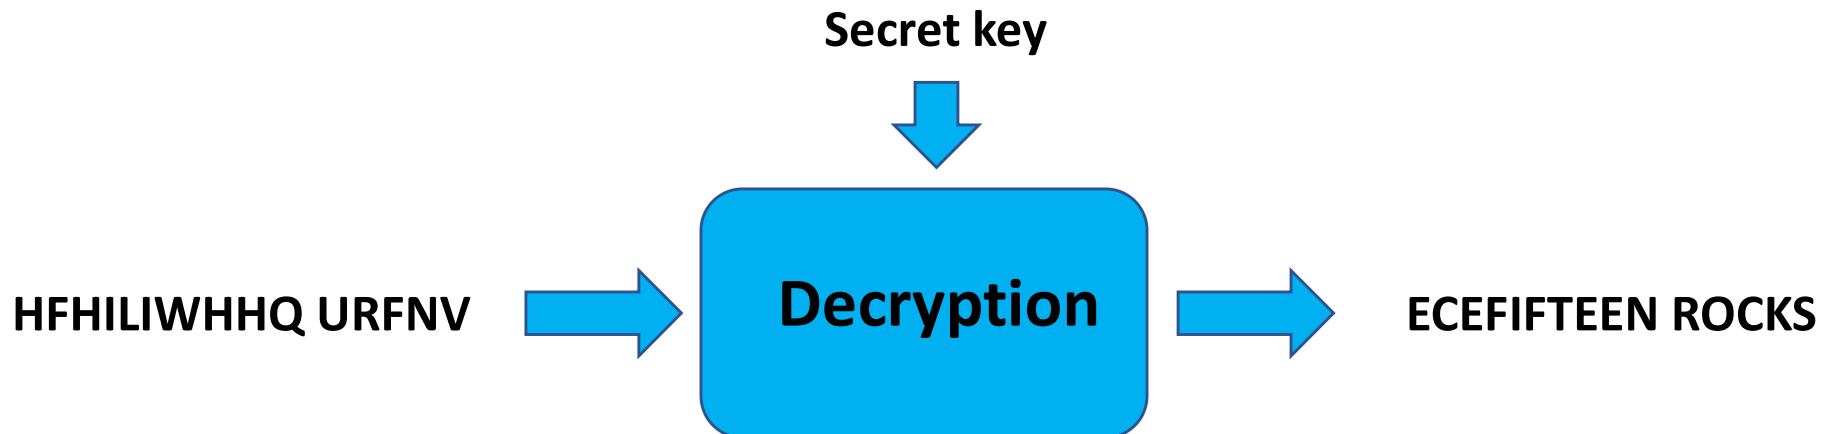 Secret key
HFHILIWHHQ URFNV
Decryption
ECEFIFTEEN ROCKS